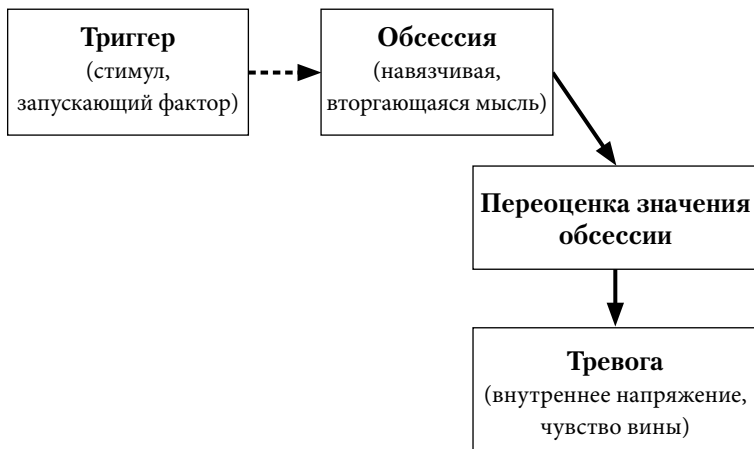 Триггер
(стимул,
запускающий фактор)
Обсессия
(навязчивая,
вторгающаяся мысль)
Переоценка значения
обсессии
Тревога
(внутреннее напряжение,
чувство вины)